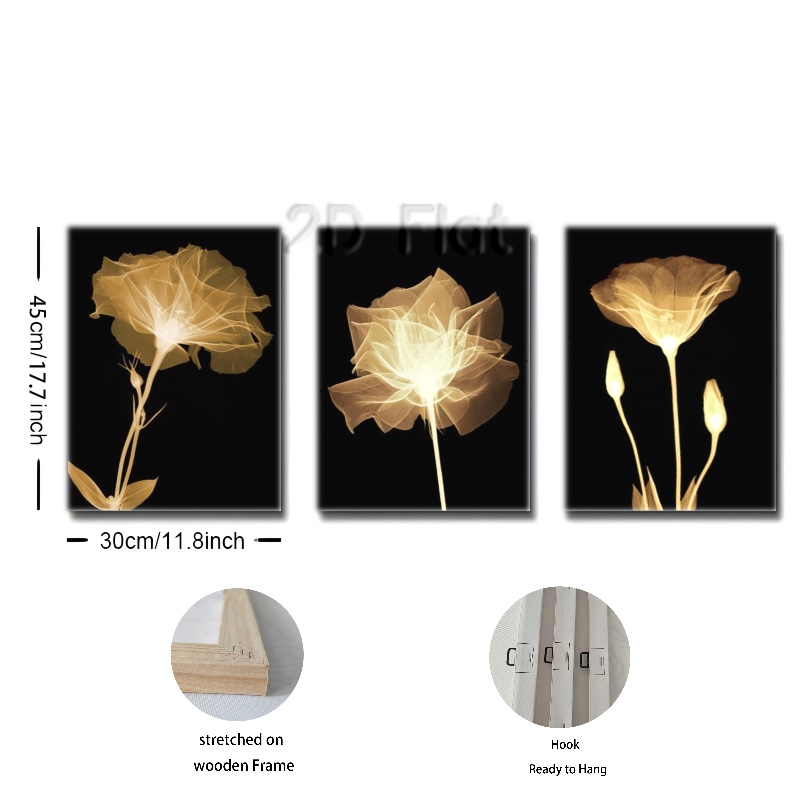 2D Flat
45cm/17.7inch
30cm/11.8inch
stretched on
wooden Frame
Hook
Ready to Hang